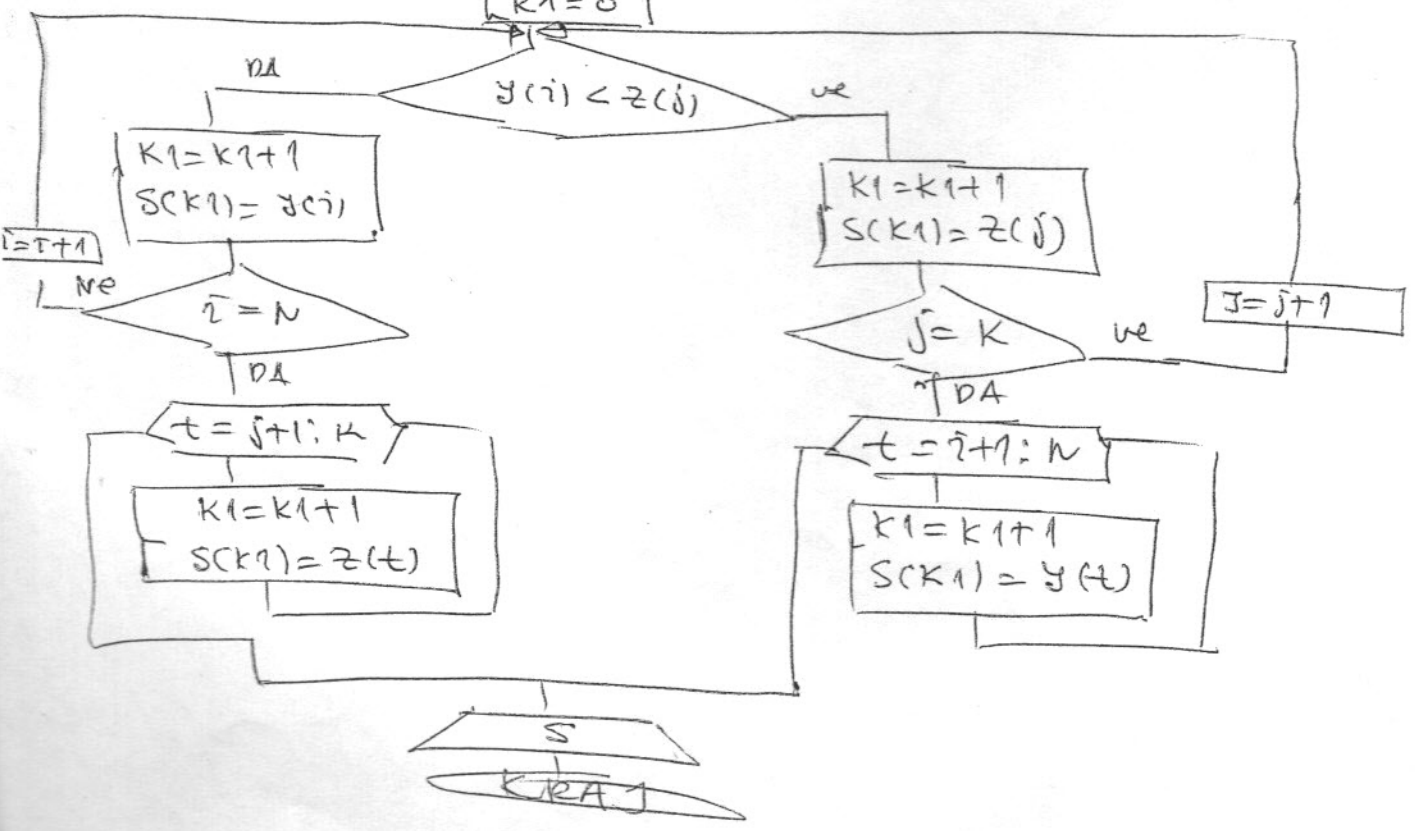 K1=0
y(i) < z(j)
DA
ne
K1=K1+1
S(K1)=y(i)
i=i+1
Ne
i=N
DA
t=j+1:K
K1=K1+1
S(K1)=z(t)
K1=K1+1
S(K1)=z(j)
J=j+1
j=K
ne
DA
t=i+1:N
K1=K1+1
S(K1)=y(t)
S
KRAJ